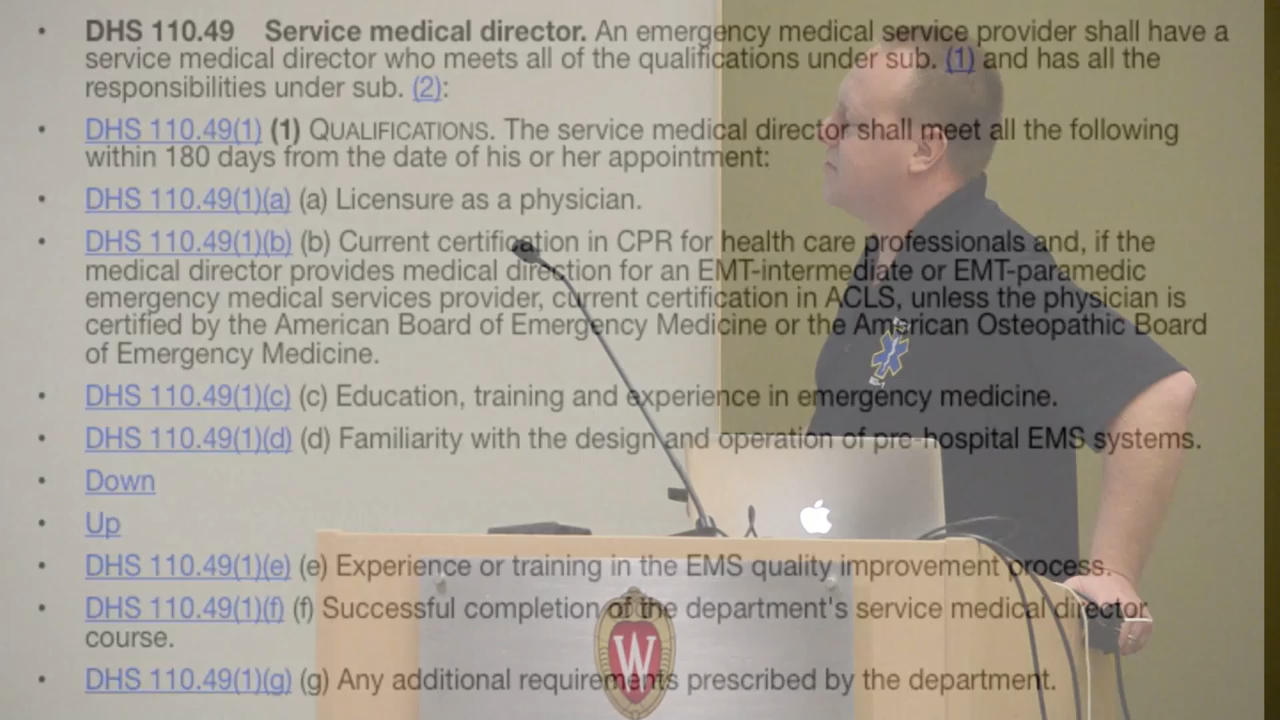 • DHS 110.49 Service medical director. An emergency medical service provider shall have a
service medical director who meets all of the qualifications under sub. (1) and has all the
responsibilities under sub. (2):
• DHS 110.49(1) (1) QUALIFICATIONS. The service medical director shall meet all the following
within 180 days from the date of his or her appointment:
• DHS 110.49(1)(a) (a) Licensure as a physician.
• DHS 110.49(1)(b) (b) Current certification in CPR for health care professionals and, if the
medical director provides medical direction for an EMT-intermediate or EMT-paramedic
emergency medical services provider, current certification in ACLS, unless the physician is
certified by the American Board of Emergency Medicine or the American Osteopathic Board
of Emergency Medicine.
• DHS 110.49(1)(c) (c) Education, training and experience in emergency medicine.
• DHS 110.49(1)(d) (d) Familiarity with the design and operation of pre-hospital EMS systems.
• Down
• Up
• DHS 110.49(1)(e) (e) Experience or training in the EMS quality improvement process.
• DHS 110.49(1)(f) (f) Successful completion of the department's service medical director
course.
• DHS 110.49(1)(g) (g) Any additional requirements prescribed by the department.
W